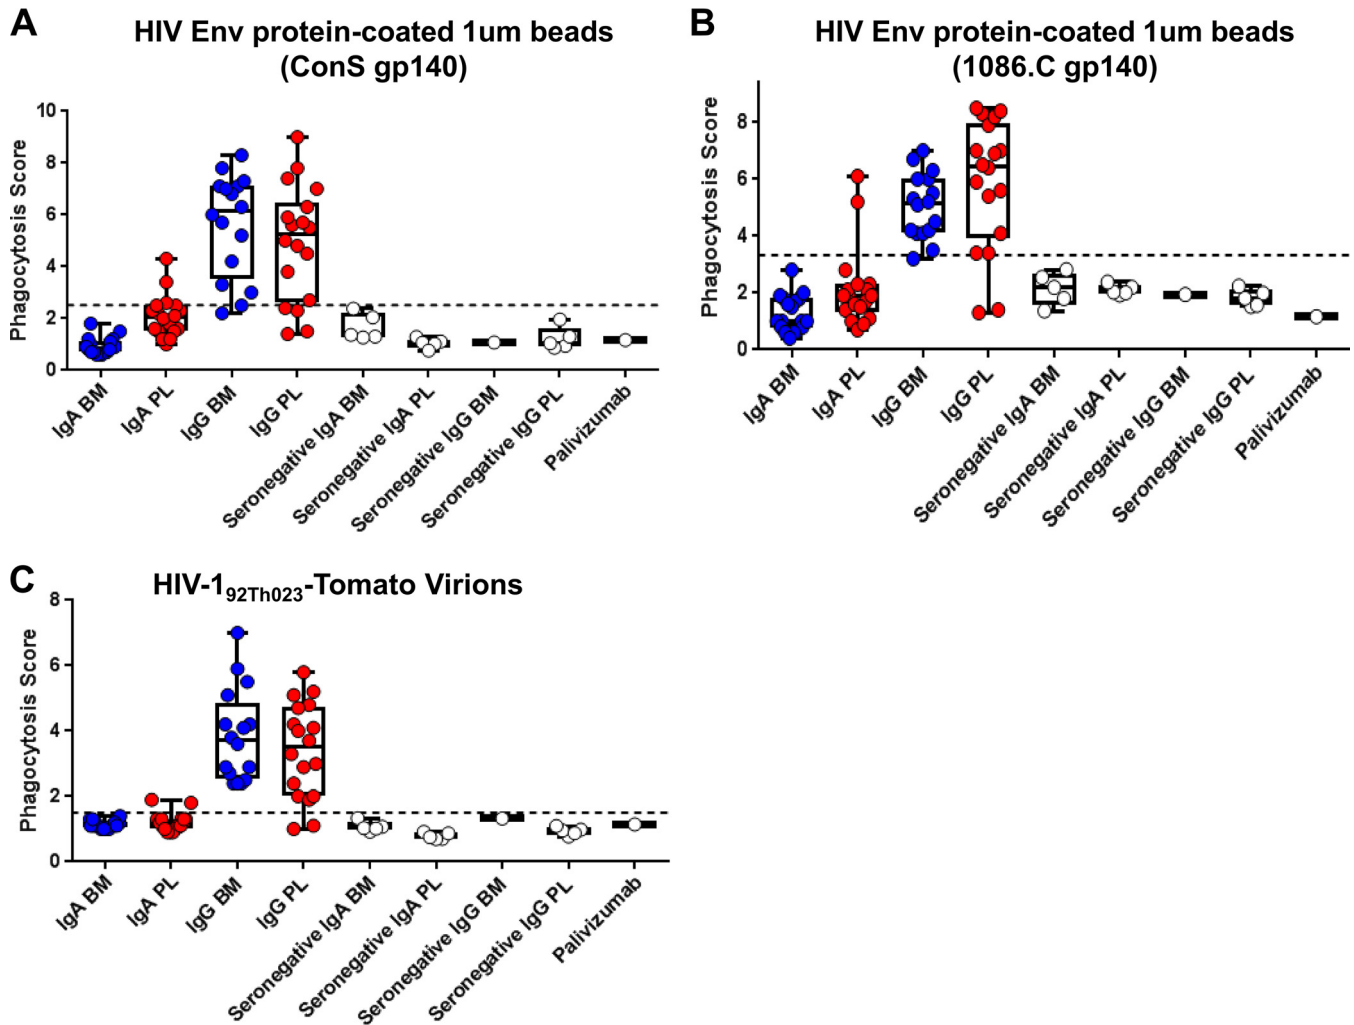 A
HIV Env protein-coated 1um beads
(ConS gp140)
Phagocytosis Score
10
8
6
4
2
0
IgA BM
IgA PL
IgG BM
IgG PL
Seronegative IgA BM
Seronegative IgA PL
Seronegative IgG BM
Seronegative IgG PL
Palivizumab
B
HIV Env protein-coated 1um beads
(1086.C gp140)
Phagocytosis Score
8
6
4
2
0
IgA BM
IgA PL
IgG BM
IgG PL
Seronegative IgA BM
Seronegative IgA PL
Seronegative IgG BM
Seronegative IgG PL
Palivizumab
C
HIV-192Th023-Tomato Virions
Phagocytosis Score
8
6
4
2
0
IgA BM
IgA PL
IgG BM
IgG PL
Seronegative IgA BM
Seronegative IgA PL
Seronegative IgG BM
Seronegative IgG PL
Palivizumab